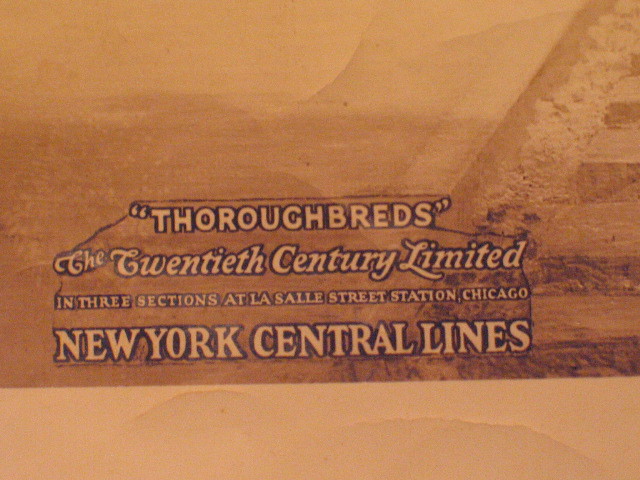 "THOROUGHBREDS"
The Twentieth Century Limited
IN THREE SECTIONS AT LA SALLE STREET STATION, CHICAGO
NEW YORK CENTRAL LINES